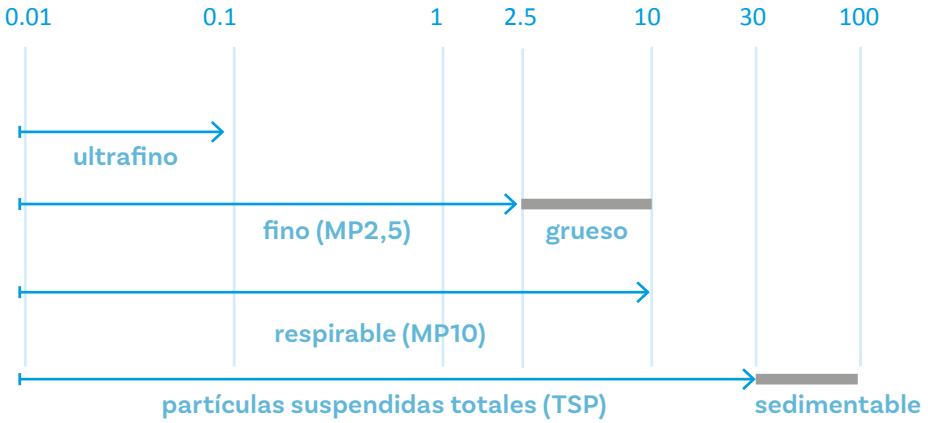 0.01 0.1 1 2.5 10 30 100
ultrafino
fino (MP2,5) grueso
respirable (MP10)
partículas suspendidas totales (TSP) sedimentable